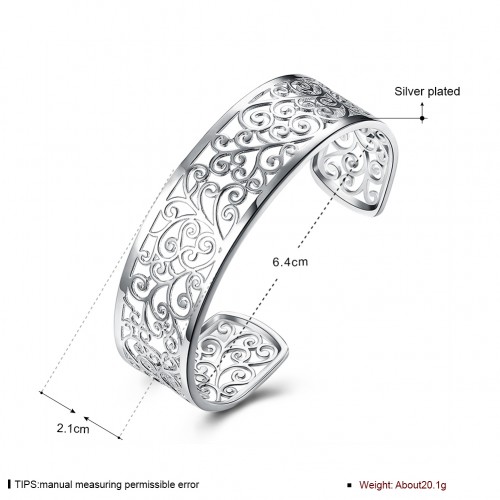 Silver plated
6.4cm
2.1cm
TIPS:manual measuring permissible error
Weight: About20.1g